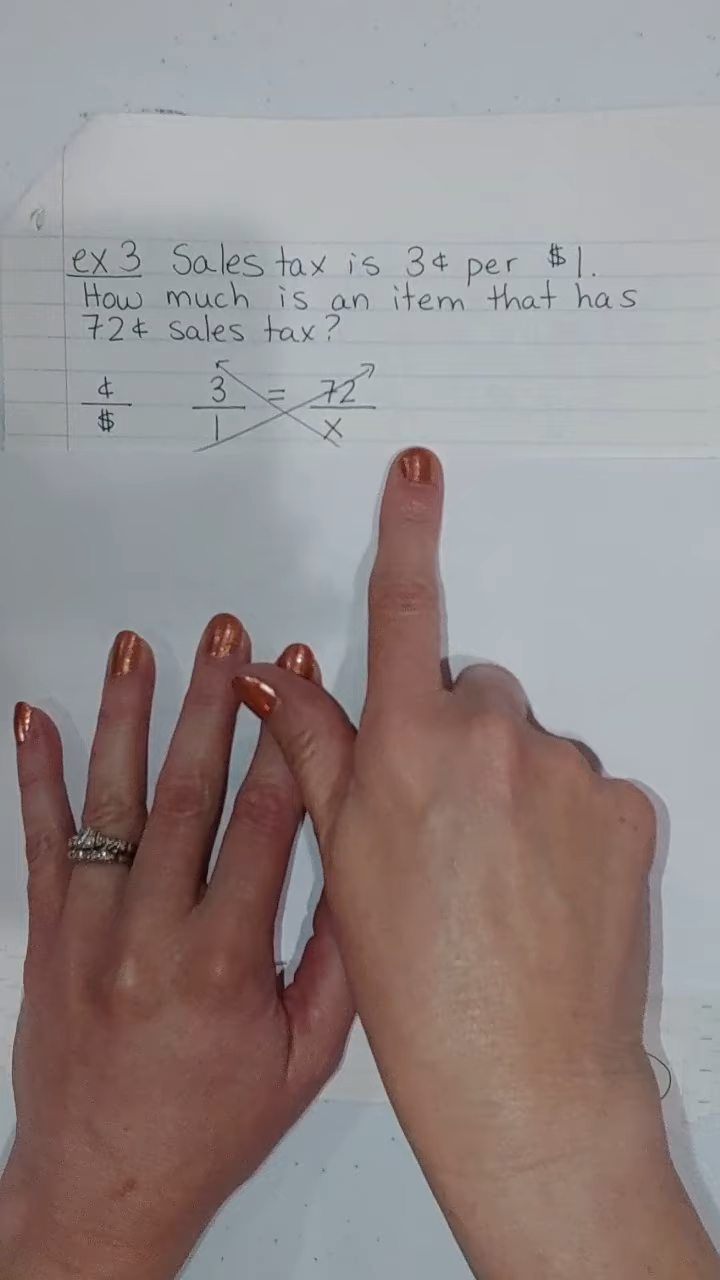 ex 3 Sales tax is 3¢ per $1.
How much is an item that has
72¢ sales tax?
¢ 3 = 72
$ 1 x